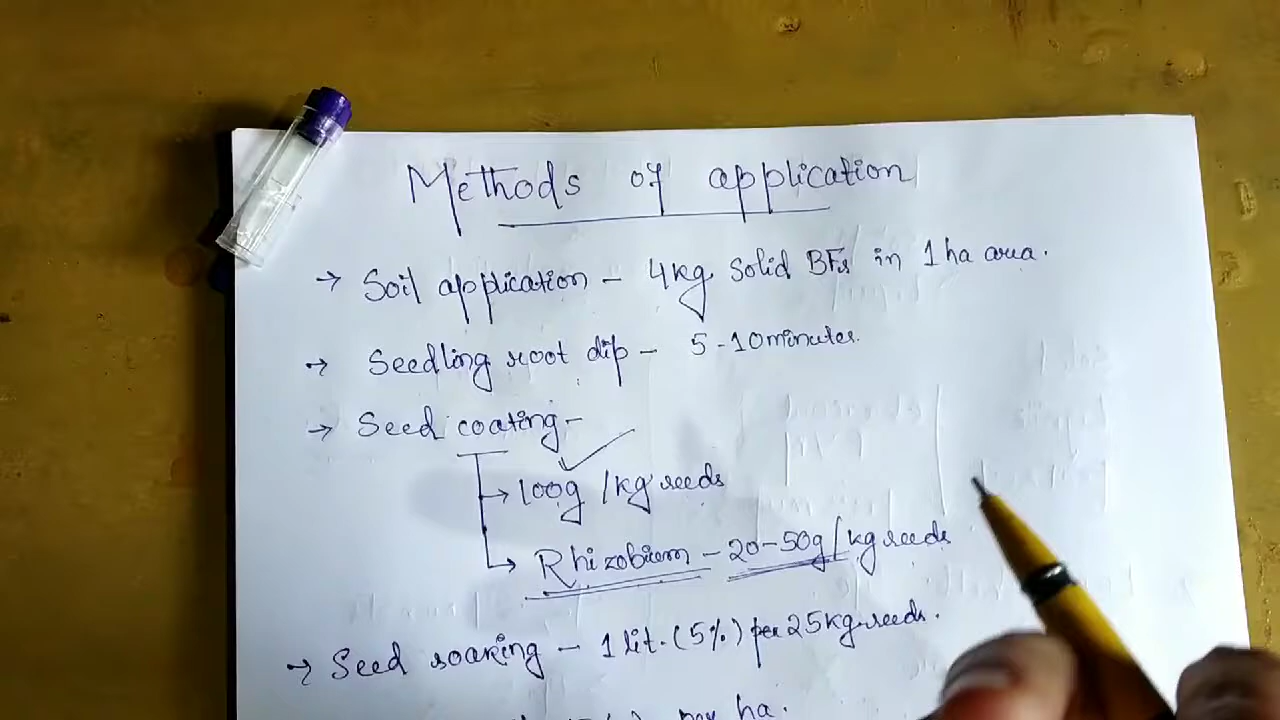 Methods of application
→ Soil application - 4kg Solid BFs in 1 ha area.
→ Seedling root dip - 5-10 minutes.
→ Seed coating -
→ 100g /kg seeds
→ Rhizobium - 20-50g/kg seeds
→ Seed soaking - 1 lit. (5%) per 25kg seeds.
per ha.